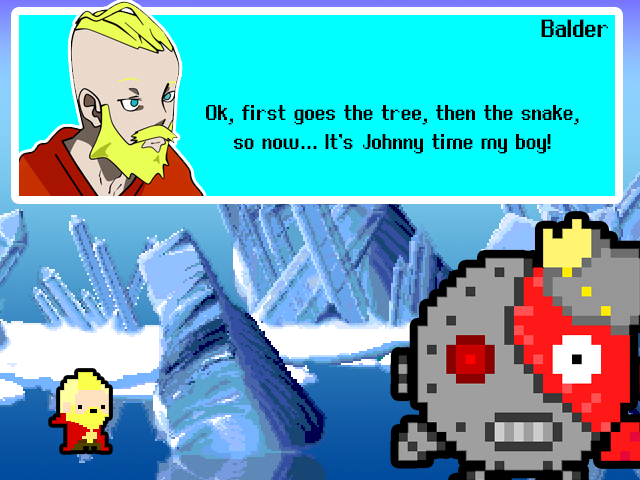 Balder
Ok, first goes the tree, then the snake,
so now... It's Johnny time my boy!